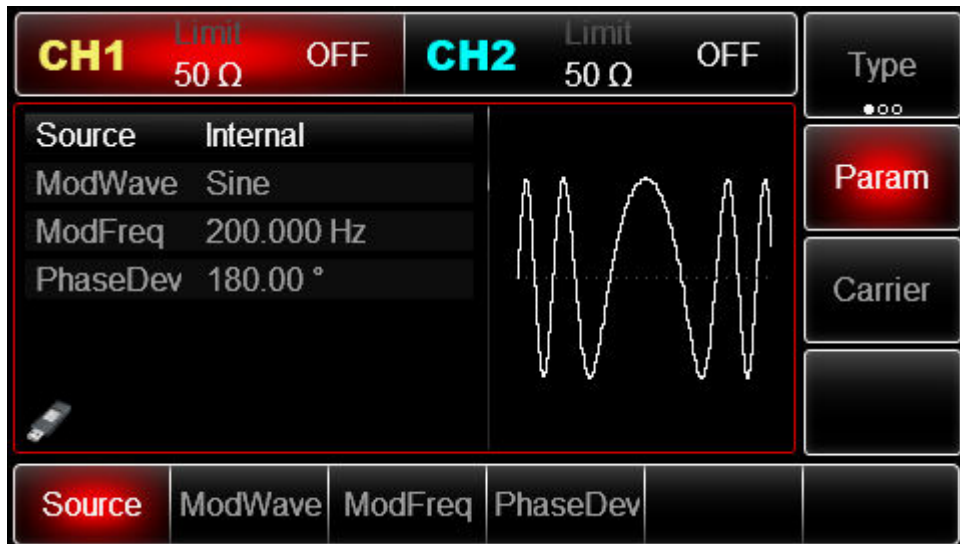 CH1 Limit 50 Ω OFF
CH2 Limit 50 Ω OFF
Type
Source Internal
ModWave Sine
ModFreq 200.000 Hz
PhaseDev 180.00 °
Param
Carrier
Source ModWave ModFreq PhaseDev